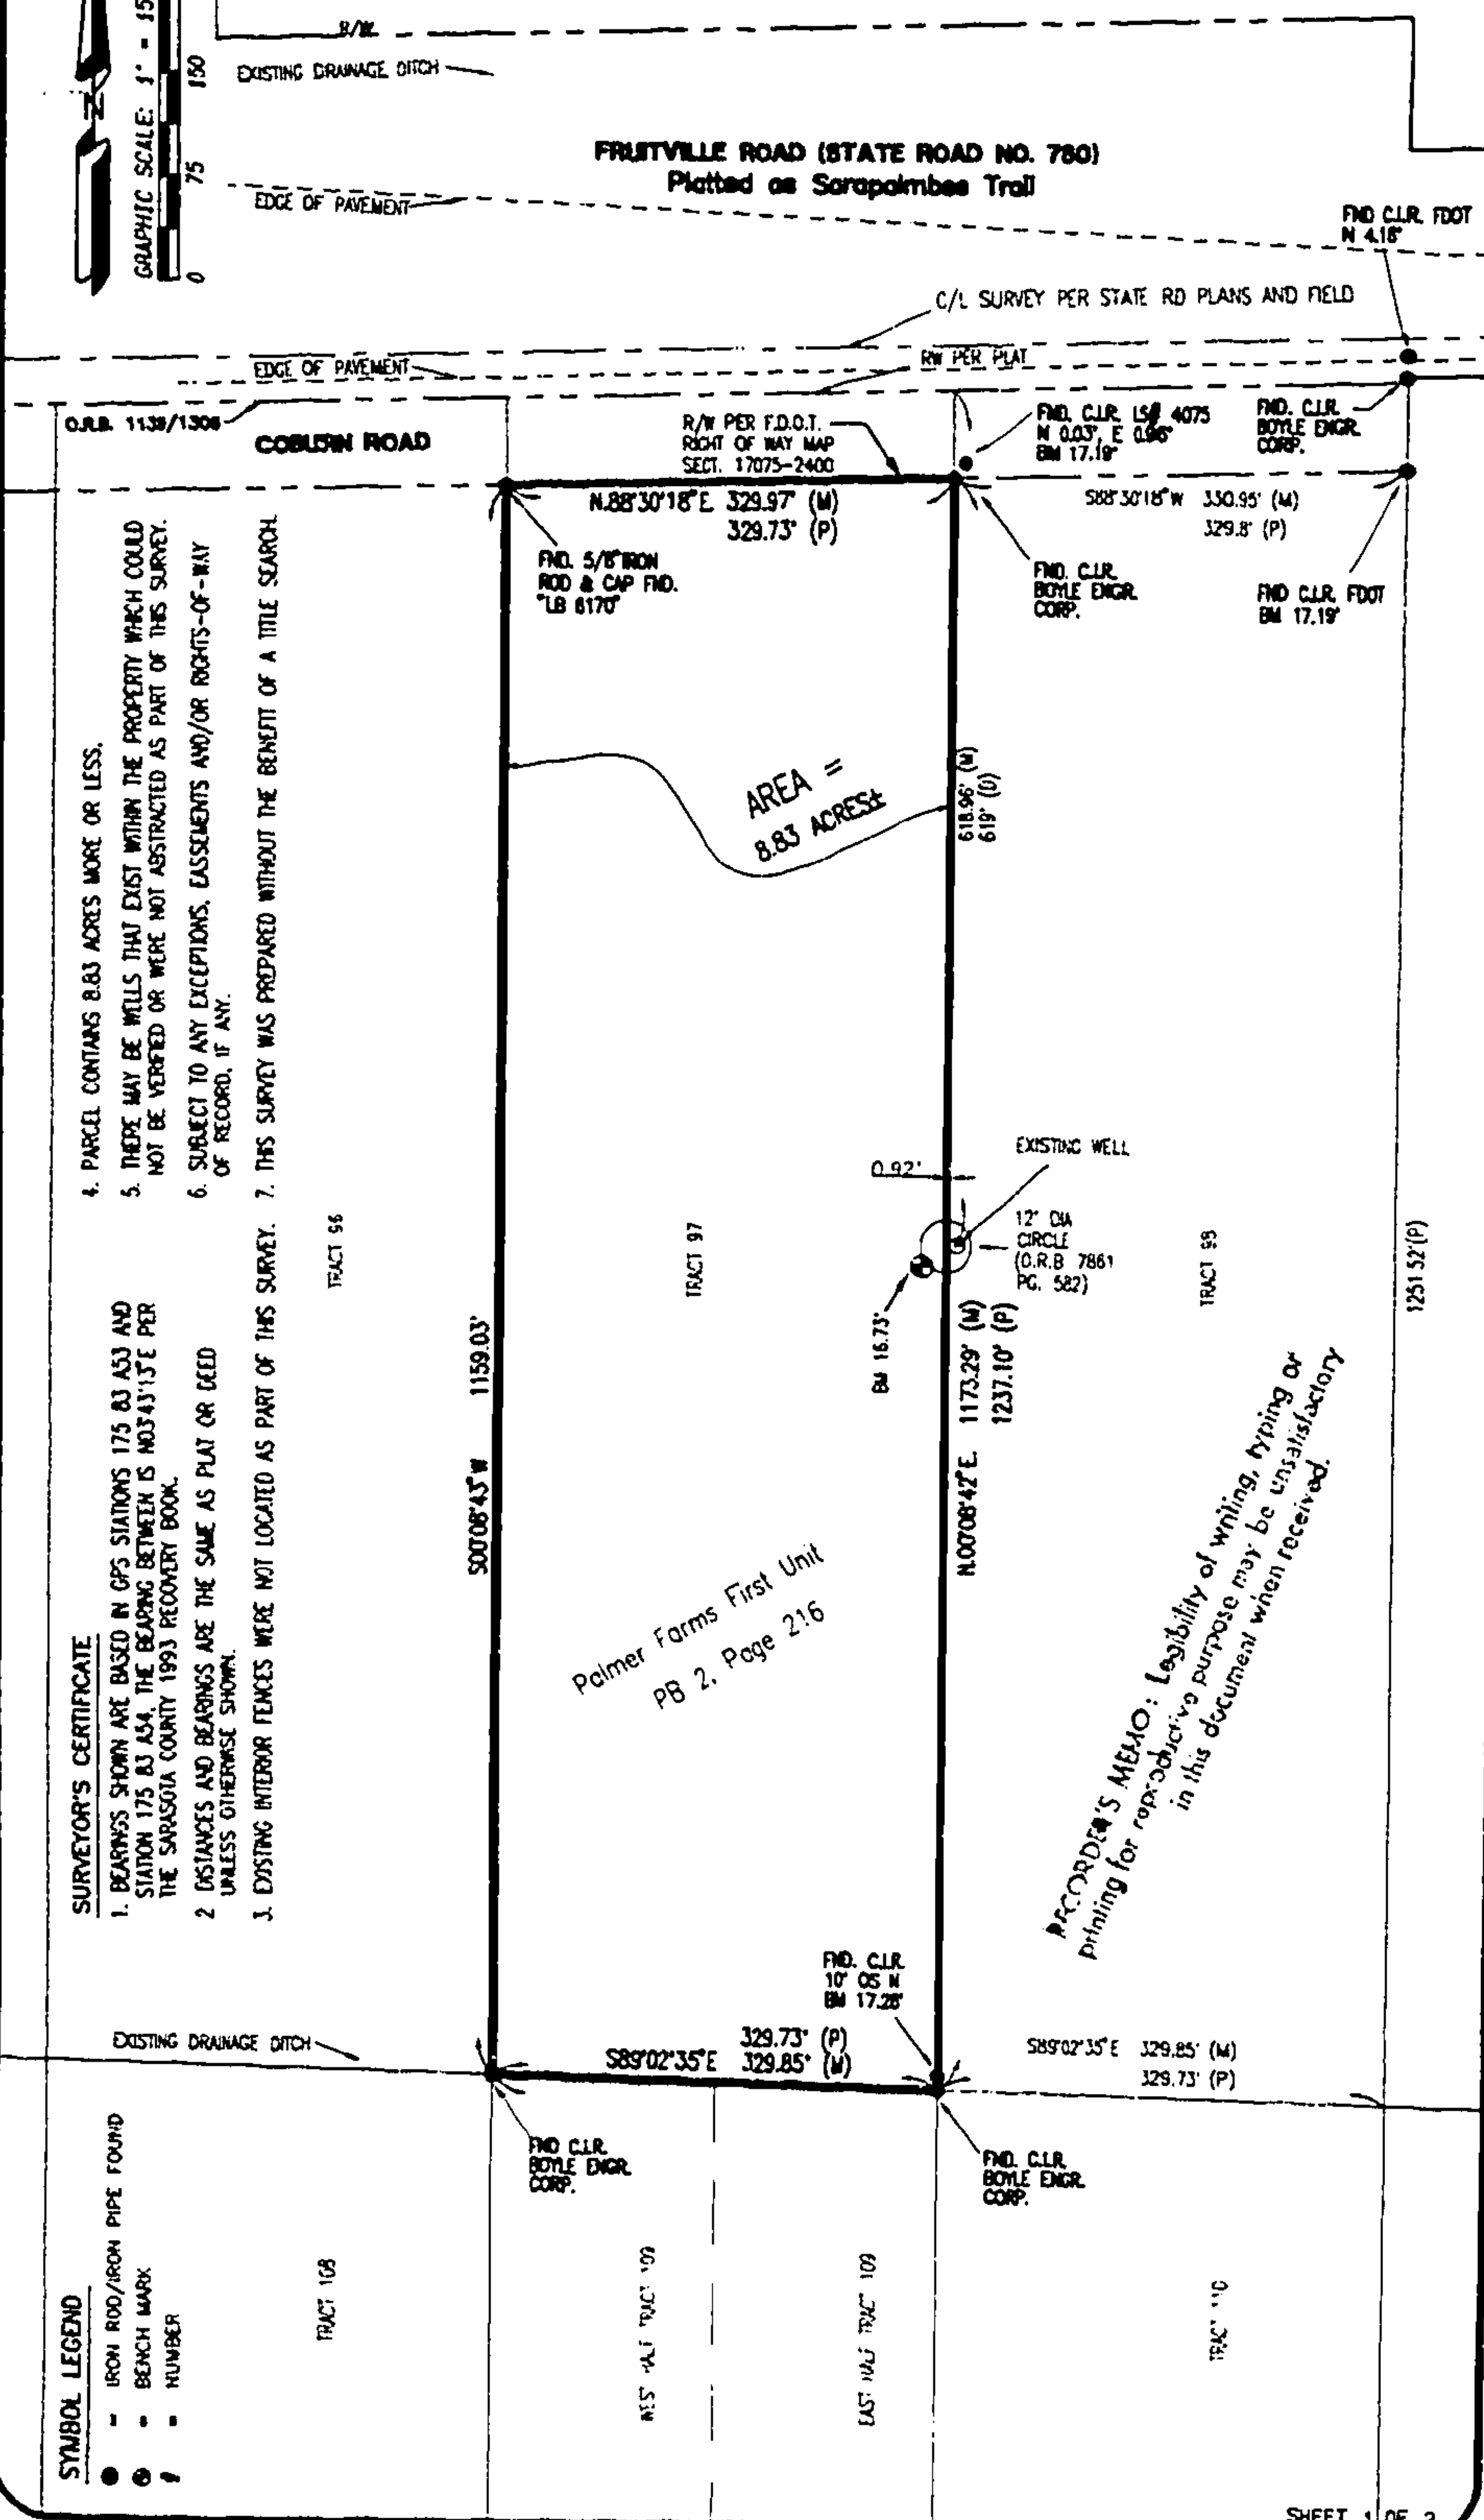 R/W
EXISTING DRAINAGE DITCH
GRAPHIC SCALE: 1" = 15
0 75 150
N
FRUITVILLE ROAD (STATE ROAD NO. 780)
Platted as Sarapalmbee Trail
EDGE OF PAVEMENT
FND C.I.R. FDOT
N 4.18'
C/L SURVEY PER STATE RD PLANS AND FIELD
EDGE OF PAVEMENT
RW PER PLAT
O.R.B. 1138/1306
COBURN ROAD
R/W PER F.D.O.T.
RIGHT OF WAY MAP
SECT. 17075-2400
FND. C.I.R. LS# 4075
N 0.03', E 0.96'
BM 17.19'
FND. C.I.R.
BOYLE ENGR.
CORP.
N.88°30'18"E. 329.97' (M)
329.73' (P)
S88°30'18"W 330.95' (M)
329.8' (P)
FND. 5/8" IRON
ROD & CAP FND.
"LB 6170"
FND. C.I.R.
BOYLE ENGR.
CORP.
FND C.I.R. FDOT
BM 17.19'
AREA =
8.83 ACRES±
618.96' (M)
619' (D)
4. PARCEL CONTAINS 8.83 ACRES MORE OR LESS.
5. THERE MAY BE WELLS THAT EXIST WITHIN THE PROPERTY WHICH COULD
NOT BE VERIFIED OR WERE NOT ABSTRACTED AS PART OF THIS SURVEY.
6. SUBJECT TO ANY EXCEPTIONS, EASSEMENTS AND/OR RIGHTS-OF-WAY
OF RECORD, IF ANY.
7. THIS SURVEY WAS PREPARED WITHOUT THE BENEFIT OF A TITLE SEARCH.
0.92'
EXISTING WELL
12' DIA
CIRCLE
(O.R.B 7861
PG. 582)
BM 16.73'
TRACT 96
TRACT 97
TRACT 98
1251.52'(P)
S00°08'43"W 1159.03'
N.00°08'42"E. 1173.29' (M)
1237.10' (P)
SURVEYOR'S CERTIFICATE
1. BEARINGS SHOWN ARE BASED IN GPS STATIONS 175 83 A53 AND
STATION 175 83 A54, THE BEARING BETWEEN IS N03°43'13"E PER
THE SARASOTA COUNTY 1993 RECOVERY BOOK.
2 DISTANCES AND BEARINGS ARE THE SAME AS PLAT OR DEED
UNLESS OTHERWISE SHOWN.
3. EXISTING INTERIOR FENCES WERE NOT LOCATED AS PART OF THIS SURVEY.
Palmer Farms First Unit
PB 2, Page 216
RECORDER'S MEMO: Legibility of writing, typing or
printing for reproductive purpose may be unsatisfactory
in this document when received.
FND. C.I.R.
10' OS N
BM 17.28'
EXISTING DRAINAGE DITCH
329.73' (P)
S89°02'35"E 329.85' (M)
S89°02'35"E 329.85' (M)
329.73' (P)
FND C.I.R.
BOYLE ENGR.
CORP.
FND. C.I.R.
BOYLE ENGR.
CORP.
SYMBOL LEGEND
- IRON ROD/IRON PIPE FOUND
- BENCH MARK
- NUMBER
TRACT 108
WEST HALF TRACT 109
EAST HALF TRACT 109
TRACT 110
SHEET 1 OF 2